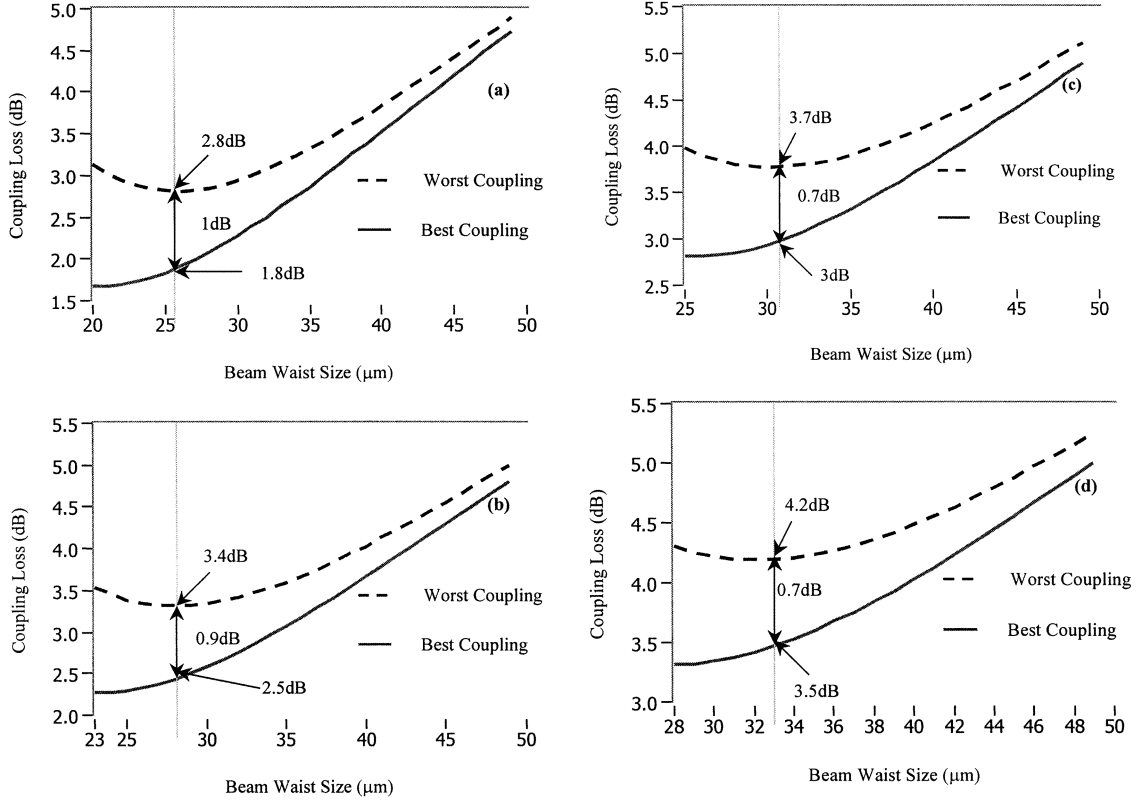 5.0
4.5
4.0
3.5
3.0
2.5
2.0
1.5
Coupling Loss (dB)
(a)
2.8dB
Worst Coupling
1dB
Best Coupling
1.8dB
20 25 30 35 40 45 50
Beam Waist Size (μm)
5.5
5.0
4.5
4.0
3.5
3.0
2.5
Coupling Loss (dB)
(c)
3.7dB
Worst Coupling
0.7dB
Best Coupling
3dB
25 30 35 40 45 50
Beam Waist Size (μm)
5.5
5.0
4.5
4.0
3.5
3.0
2.5
2.0
Coupling Loss (dB)
(b)
3.4dB
Worst Coupling
0.9dB
Best Coupling
2.5dB
23 25 30 35 40 45 50
Beam Waist Size (μm)
5.5
5.0
4.5
4.0
3.5
3.0
Coupling Loss (dB)
(d)
4.2dB
Worst Coupling
0.7dB
Best Coupling
3.5dB
28 30 32 34 36 38 40 42 44 46 48 50
Beam Waist Size (μm)